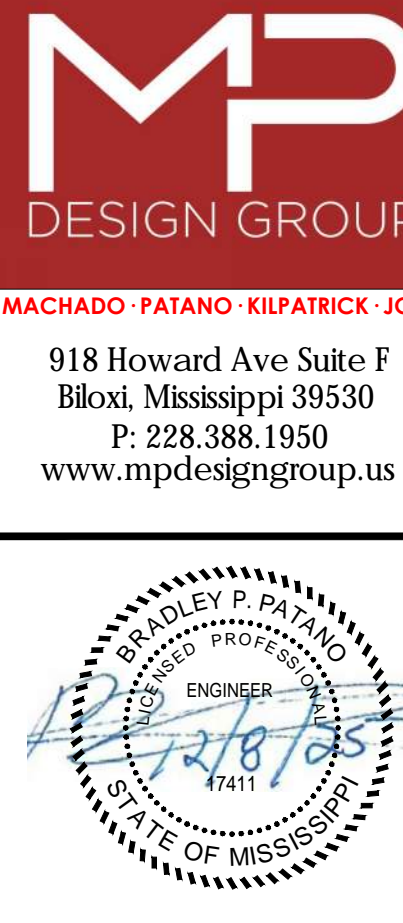 MP
DESIGN GROUP
MACHADO · PATANO · KILPATRICK · JO
918 Howard Ave Suite F
Biloxi, Mississippi 39530
P: 228.388.1950
www.mpdesigngroup.us
BRADLEY P. PATANO
LICENSED PROFESSIONAL
ENGINEER
12/8/25
17411
STATE OF MISSISSIPPI